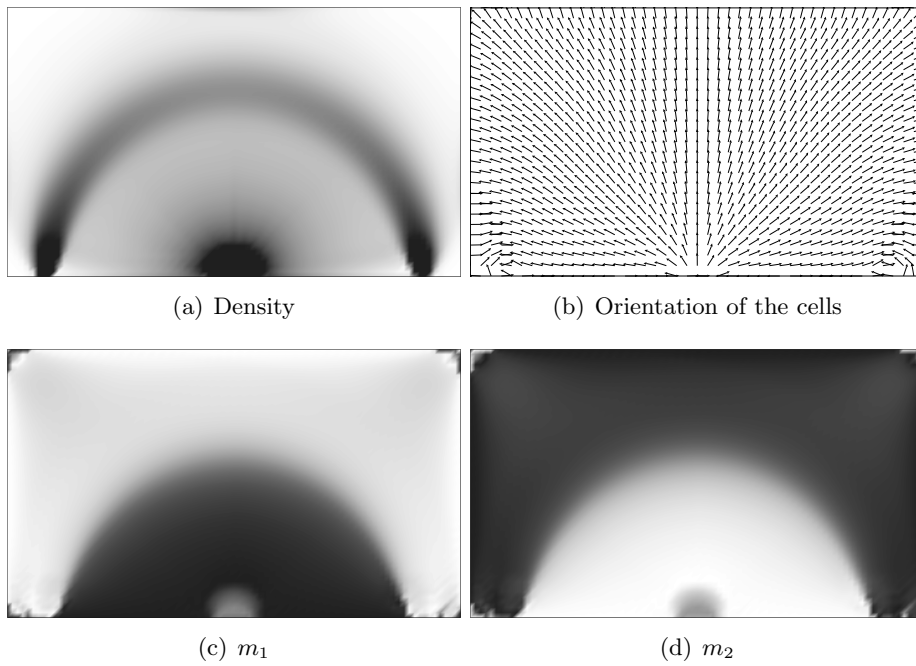 (a) Density
(b) Orientation of the cells
(c) m₁
(d) m₂